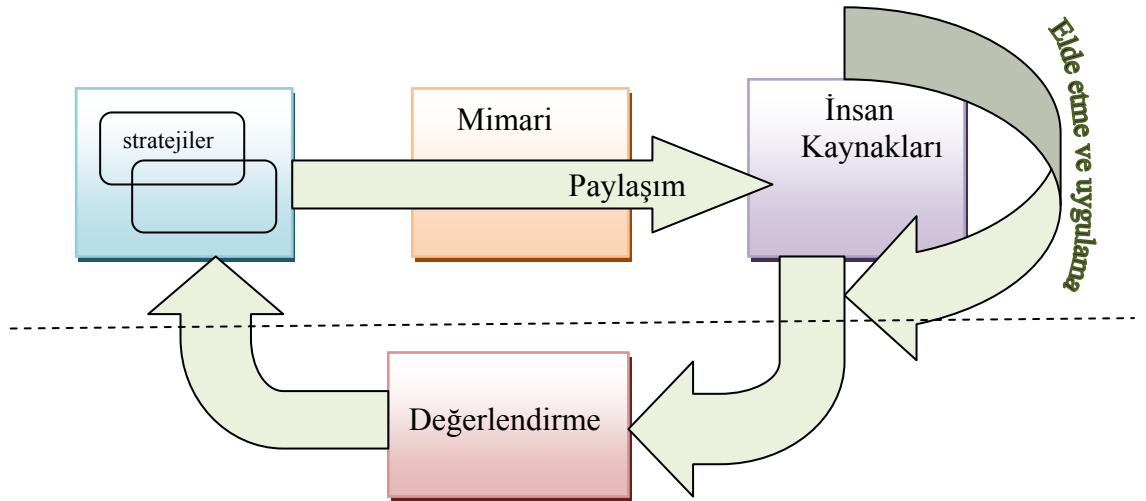 stratejiler
Mimari
İnsan
Kaynakları
Paylaşım
Elde etme ve uygulama
Değerlendirme